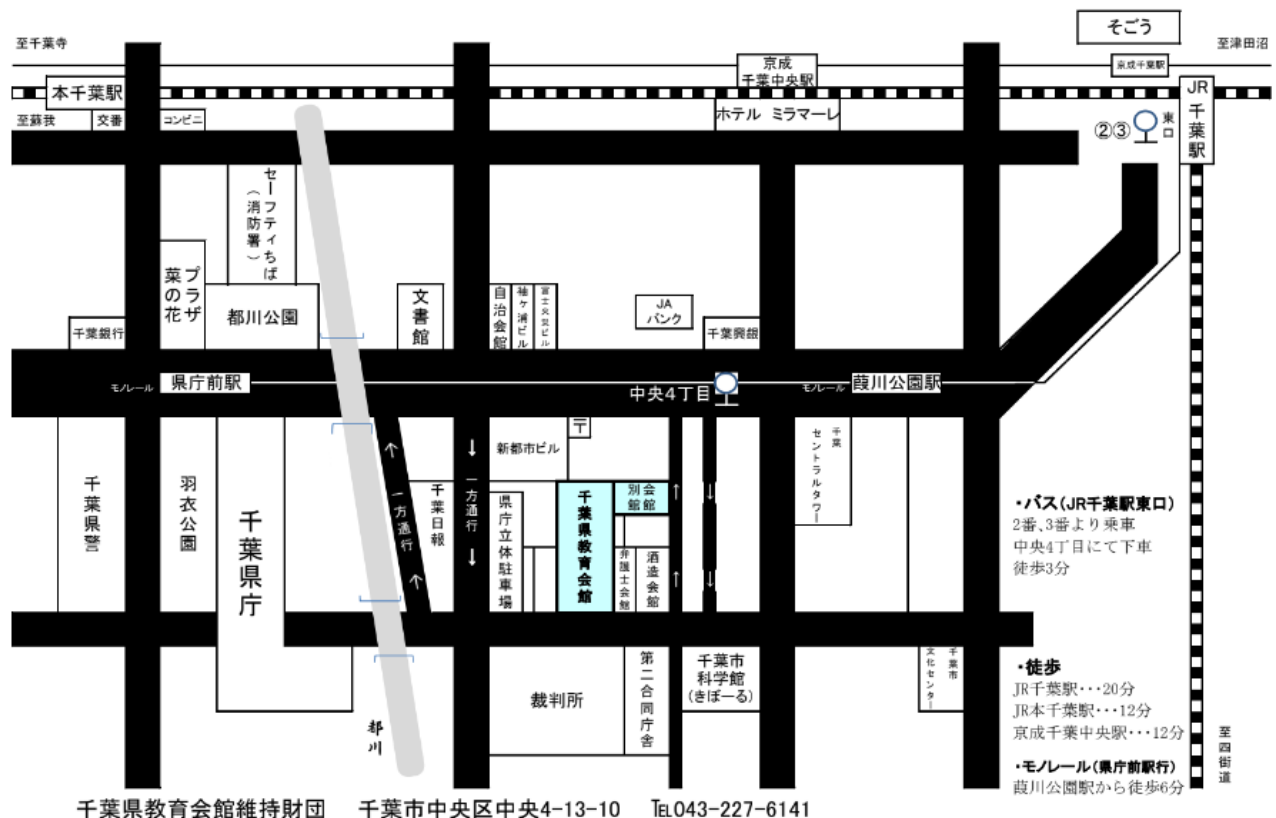 そごう
至千葉寺
至津田沼
京成
千葉中央駅
京成千葉駅
本千葉駅
JR
千葉駅
至蘇我
交番
コンビニ
ホテル ミラマーレ
②③
東口
セーフティちば
(消防署)
プラザ
菜の花
都川公園
文書館
自治会館
袖ヶ浦ビル
富士火災ビル
JA
バンク
千葉銀行
千葉興銀
モノレール
県庁前駅
中央4丁目
モノレール
葭川公園駅
千葉県警
羽衣公園
千葉県庁
↑
一方通行
↑
千葉日報
↓
一方通行
↓
新都市ビル
〒
県庁立体駐車場
千葉県教育会館
会館
別館
弁護士会館
酒造会館
↑
↓
↑
↓
千葉
セントラルタワー
・バス(JR千葉駅東口)
2番、3番より乗車
中央4丁目にて下車
徒歩3分
都川
裁判所
第二合同庁舎
千葉市
科学館
(きぼーる)
千葉市
文化センター
・徒歩
JR千葉駅・・・20分
JR本千葉駅・・・12分
京成千葉中央駅・・・12分
・モノレール(県庁前駅行)
葭川公園駅から徒歩6分
至四街道
千葉県教育会館維持財団 千葉市中央区中央4-13-10 ℡043-227-6141